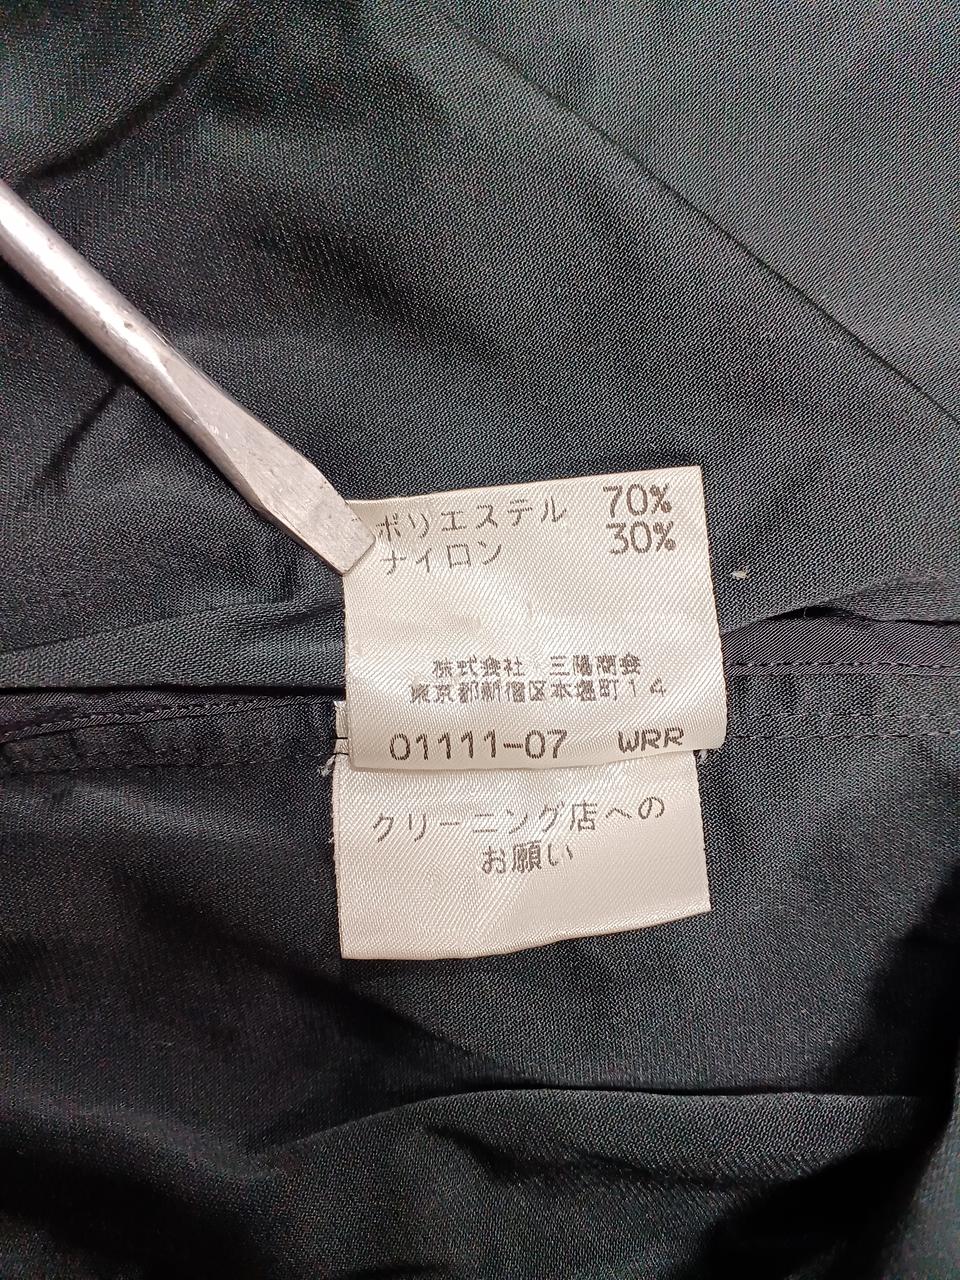 ポリエステル 70%
ナイロン 30%
株式会社 三陽商会
東京都新宿区本塩町14
01111-07 WRR
クリーニング店への
お願い